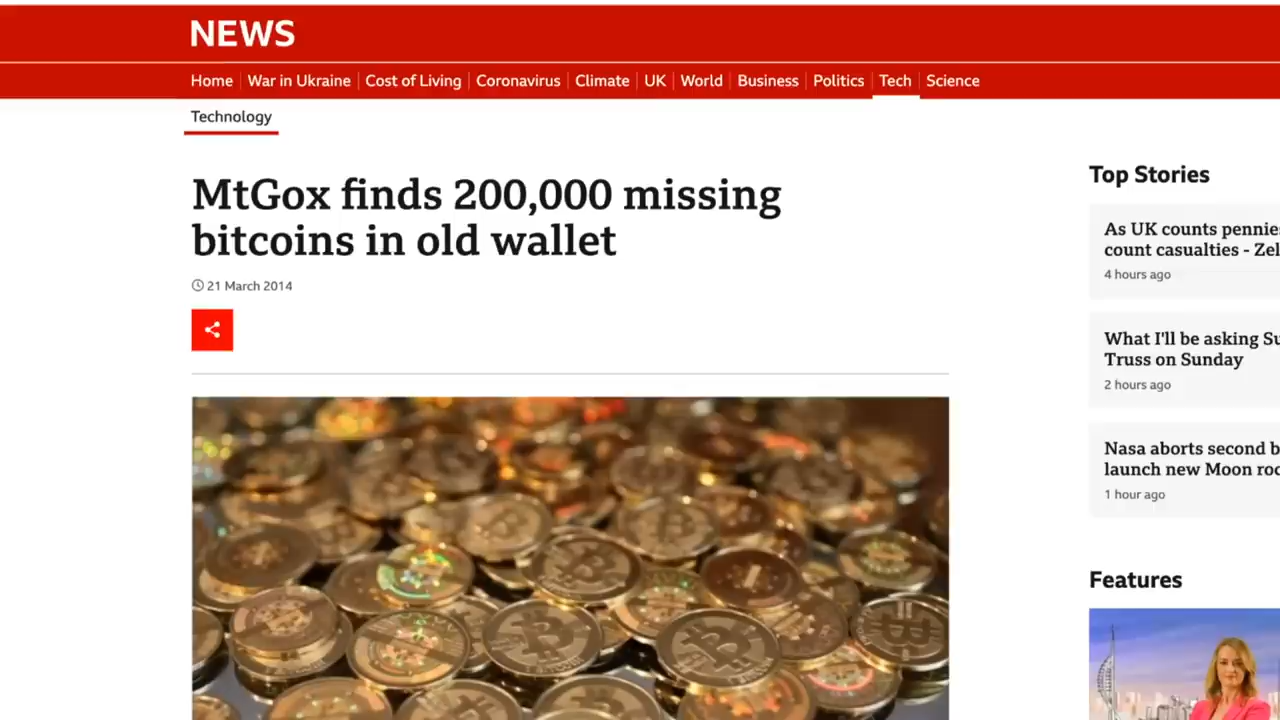 NEWS
Home War in Ukraine Cost of Living Coronavirus Climate UK World Business Politics Tech Science
Technology
MtGox finds 200,000 missing
bitcoins in old wallet
21 March 2014
Top Stories
As UK counts pennies
count casualties - Zel
4 hours ago
What I'll be asking Su
Truss on Sunday
2 hours ago
Nasa aborts second b
launch new Moon roc
1 hour ago
Features